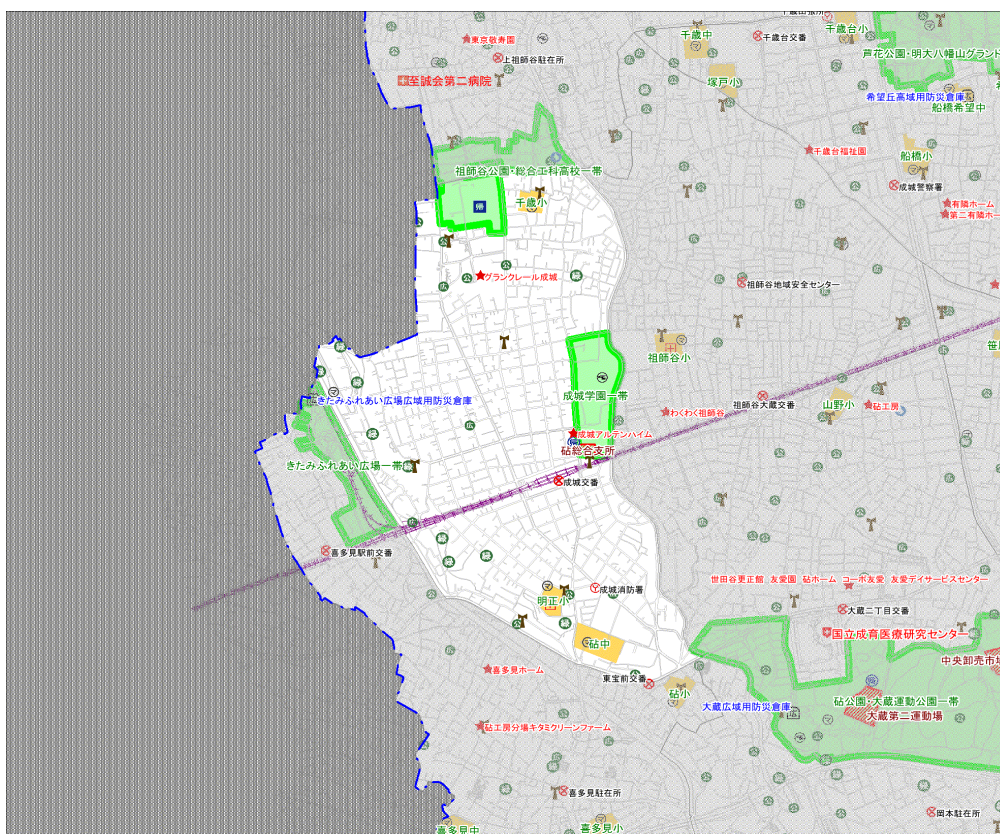 千歳台出張所
千歳台小
千歳中
千歳台交番
東京敬寿園
上祖師谷駐在所
芦花公園・明大八幡山グランド
至誠会第二病院
塚戸小
希望丘広域用防災倉庫
船橋希望中
千歳台福祉園
船橋小
祖師谷公園・総合工科高校一帯
成城警察署
千歳小
有隣ホーム
第二有隣ホー
グランクレール成城
祖師谷地域安全センター
祖師谷小
成城学園一帯
きたみふれあい広場広域用防災倉庫
祖師谷大蔵交番
山野小
砧工房
わくわく祖師谷
成城アルテンハイム
砧総合支所
きたみふれあい広場一帯
成城交番
喜多見駅前交番
世田谷更正館 友愛園 砧ホーム コーポ友愛 友愛デイサービスセンター
成城消防署
明正小
大蔵二丁目交番
国立成育医療研究センター
砧中
中央卸売市場
喜多見ホーム
東宝前交番
砧小
砧公園・大蔵運動公園一帯
大蔵広域用防災倉庫
大蔵第二運動場
砧工房分場キタミクリーンファーム
喜多見駐在所
岡本駐在所
喜多見中
喜多見小